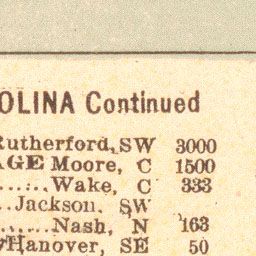 OLINA Continued
Rutherford, SW 3000
AGE Moore, C 1500
......Wake, C 333
..Jackson. SW
......Nash, N 163
Hanover, SE 50